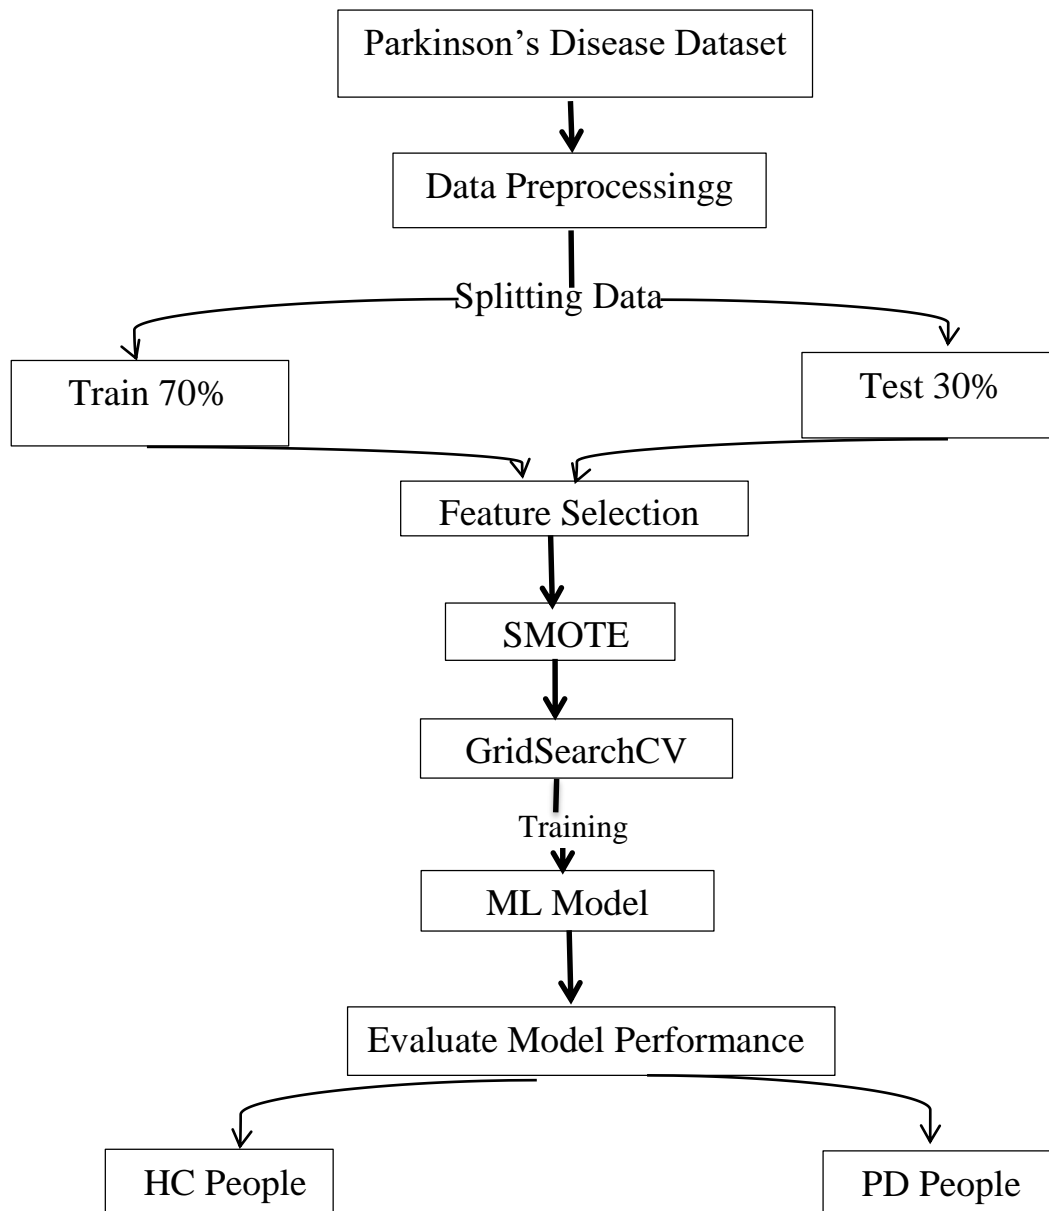 Parkinson’s Disease Dataset
Data Preprocessingg
Splitting Data
Train 70%
Test 30%
Feature Selection
SMOTE
GridSearchCV
Training
ML Model
Evaluate Model Performance
HC People
PD People